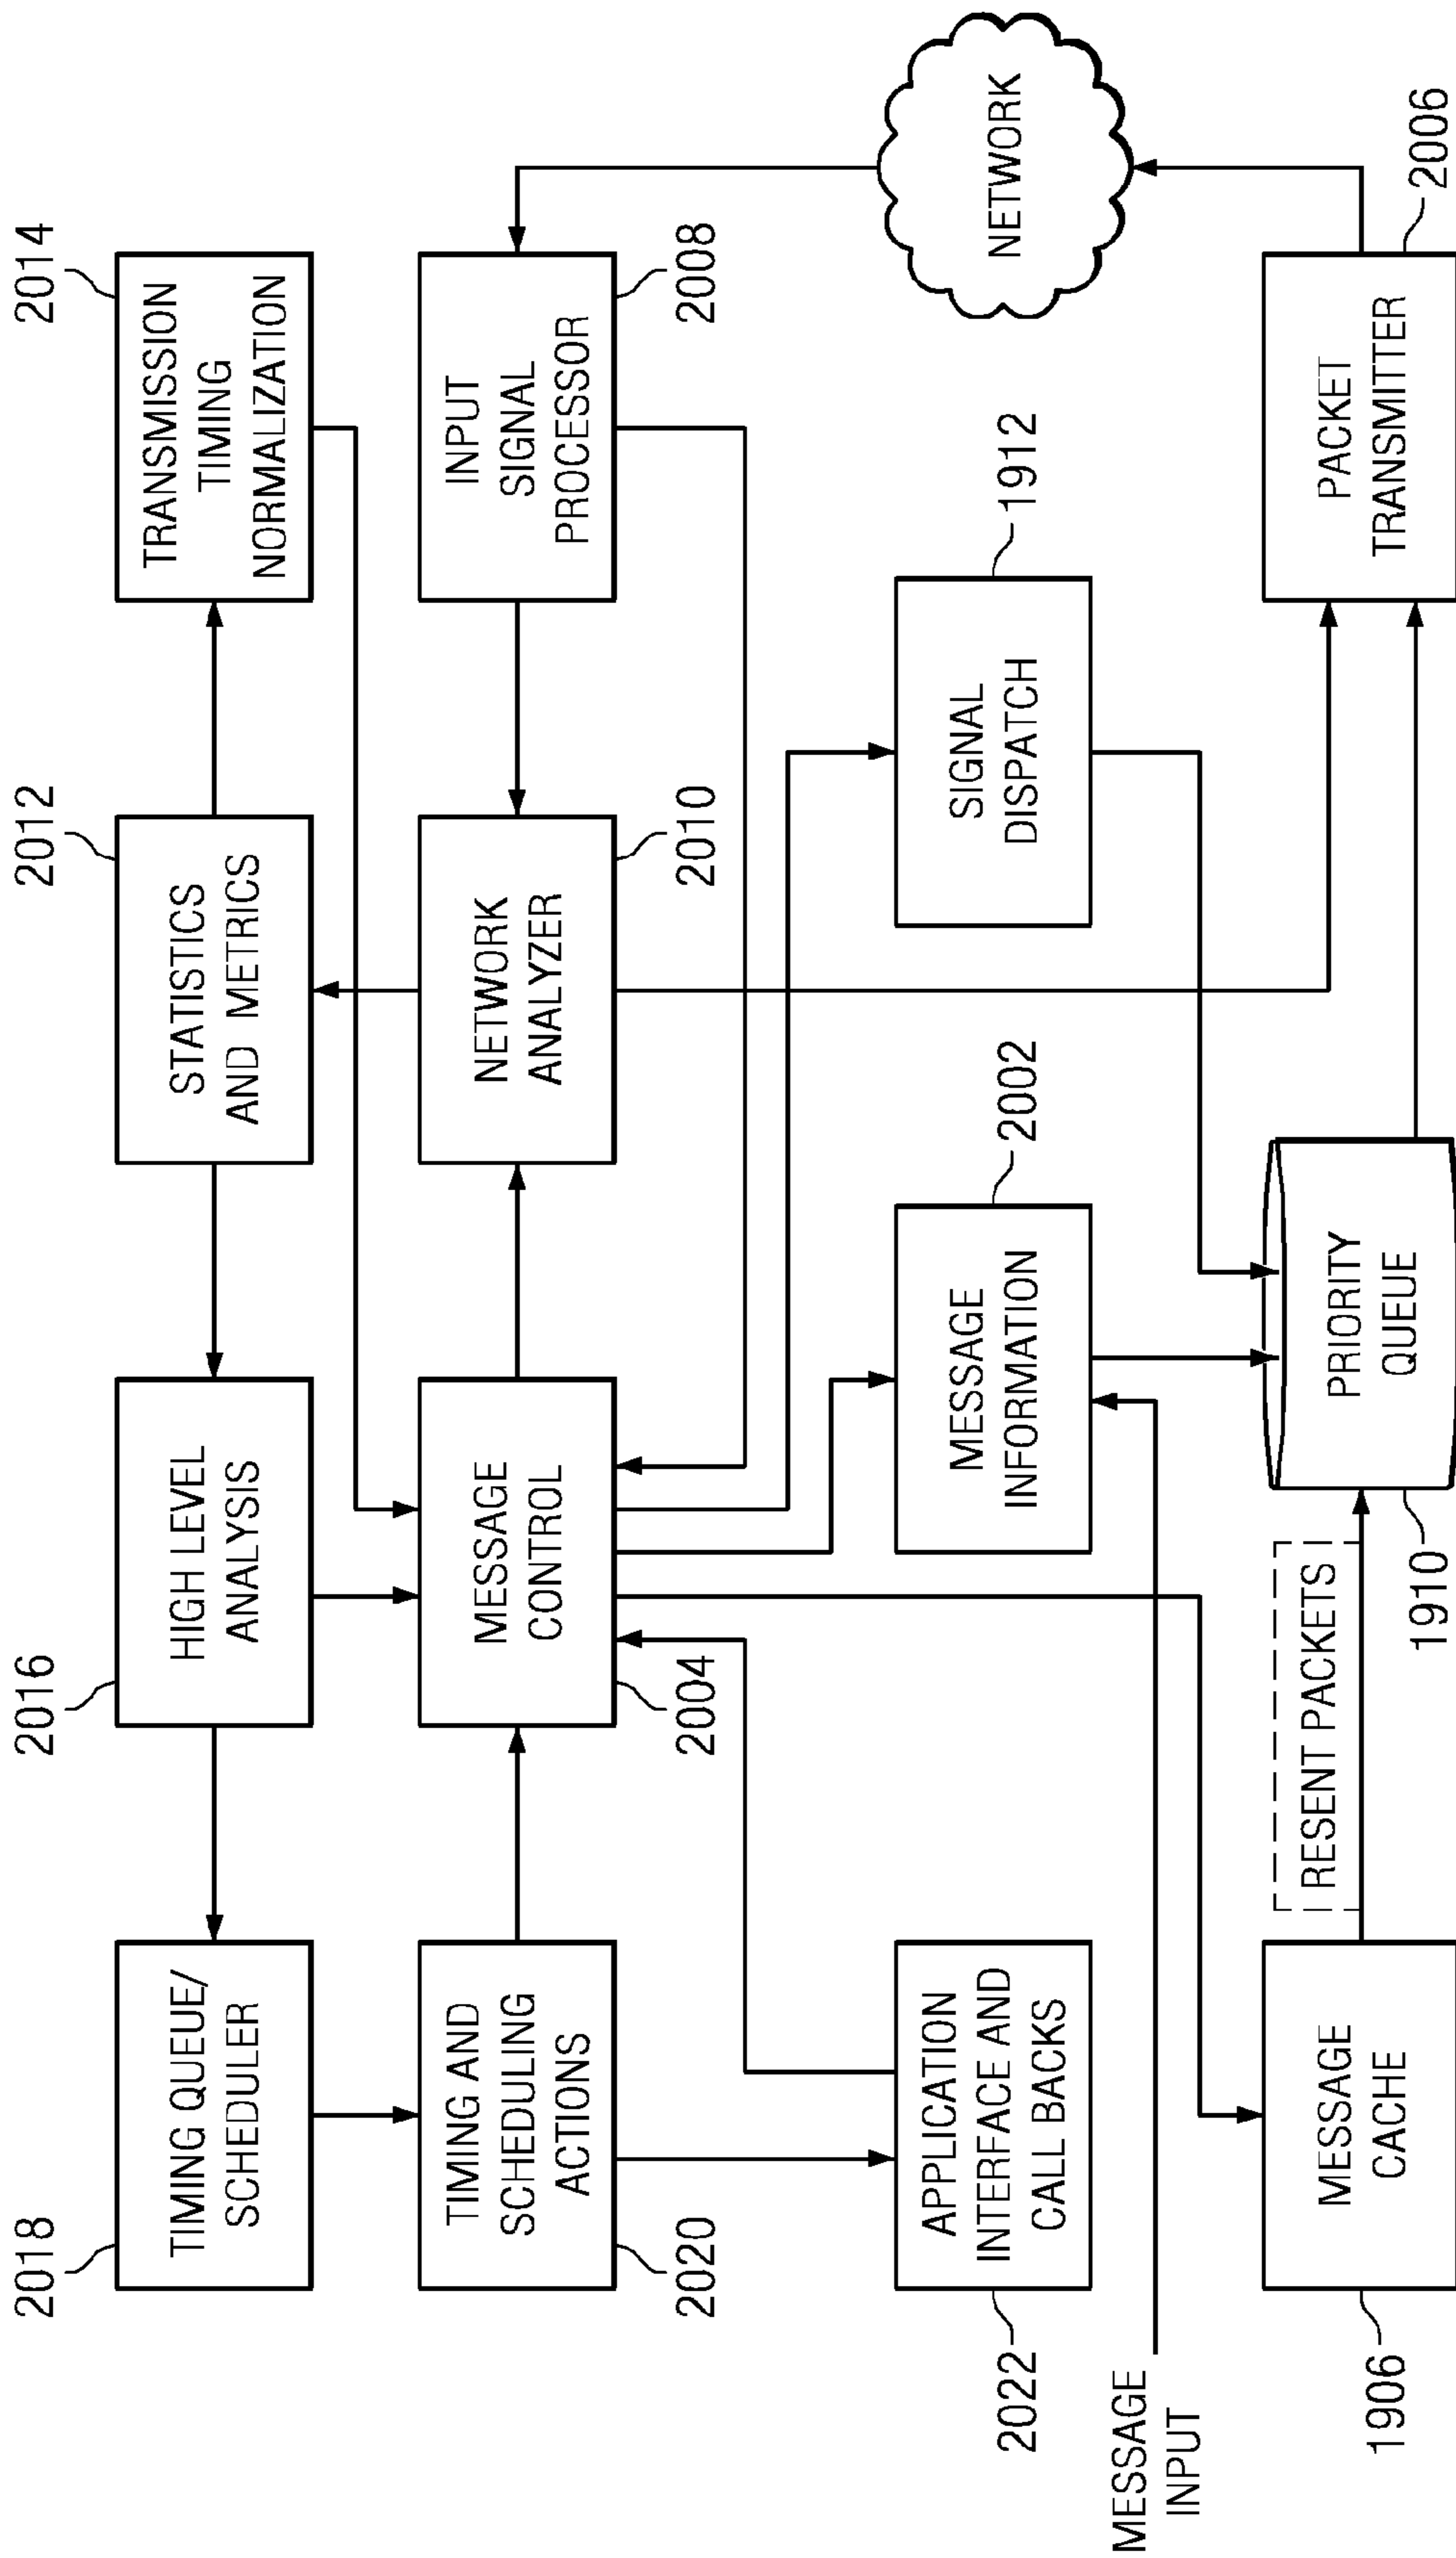 2018
TIMING QUEUE/
SCHEDULER
2016
HIGH LEVEL
ANALYSIS
2012
STATISTICS
AND METRICS
2014
TRANSMISSION
TIMING
NORMALIZATION
TIMING AND
SCHEDULING
ACTIONS
2020
MESSAGE
CONTROL
2004
NETWORK
ANALYZER
2010
INPUT
SIGNAL
PROCESSOR
2008
2022
APPLICATION
INTERFACE AND
CALL BACKS
MESSAGE
INFORMATION
2002
SIGNAL
DISPATCH
1912
NETWORK
MESSAGE
INPUT
1906
MESSAGE
CACHE
RESENT PACKETS
1910
PRIORITY
QUEUE
PACKET
TRANSMITTER
2006